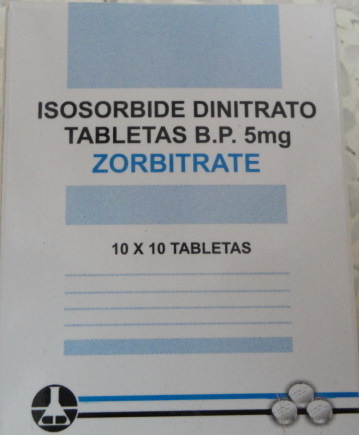 ISOSORBIDE DINITRATO
TABLETAS B.P. 5mg
ZORBITRATE
10 X 10 TABLETAS